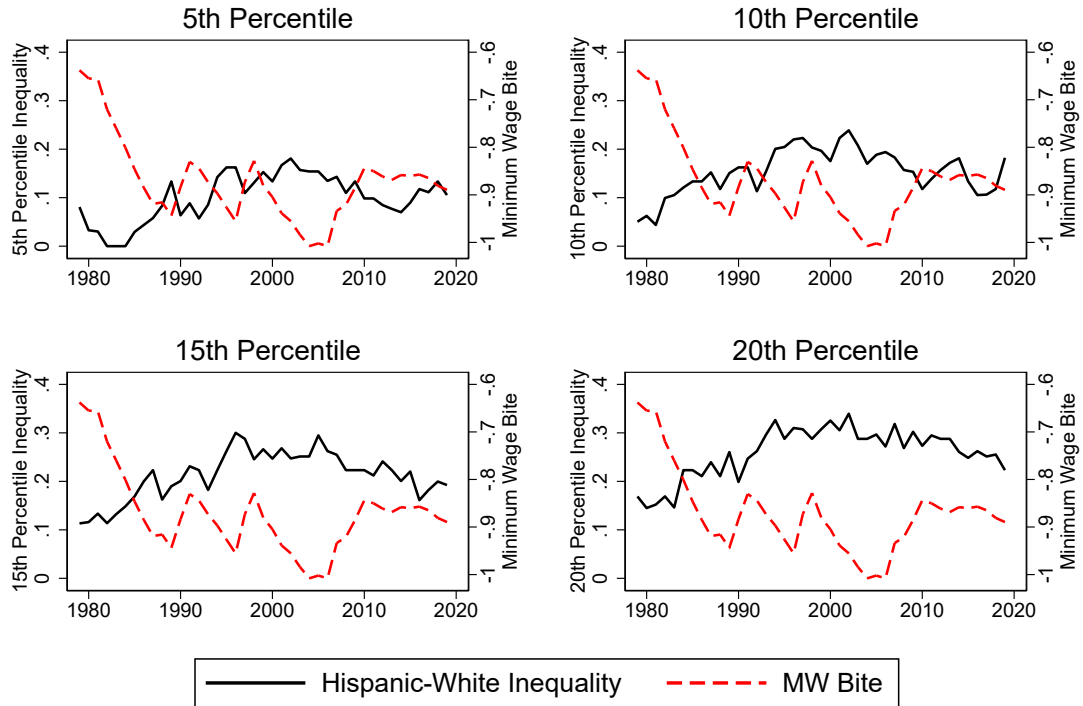 5th Percentile
5th Percentile Inequality
0 .1 .2 .3 .4
Minimum Wage Bite
-1 -.9 -.8 -.7 -.6
1980 1990 2000 2010 2020
10th Percentile
10th Percentile Inequality
0 .1 .2 .3 .4
Minimum Wage Bite
-1 -.9 -.8 -.7 -.6
1980 1990 2000 2010 2020
15th Percentile
15th Percentile Inequality
0 .1 .2 .3 .4
Minimum Wage Bite
-1 -.9 -.8 -.7 -.6
1980 1990 2000 2010 2020
20th Percentile
20th Percentile Inequality
0 .1 .2 .3 .4
Minimum Wage Bite
-1 -.9 -.8 -.7 -.6
1980 1990 2000 2010 2020
Hispanic-White Inequality MW Bite